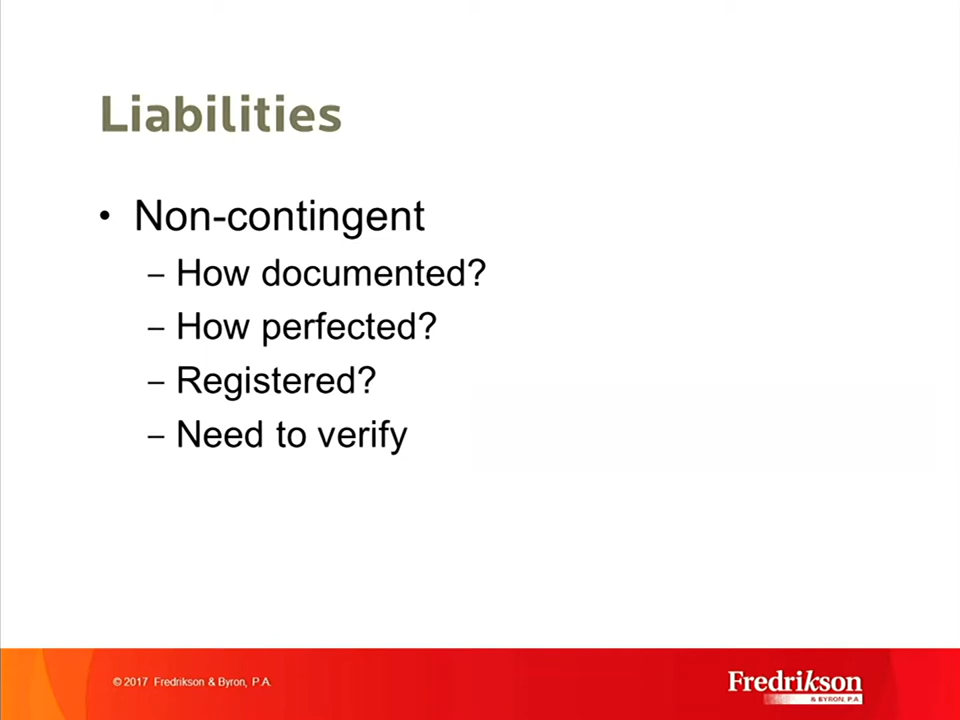 Liabilities
• Non-contingent
– How documented?
– How perfected?
– Registered?
– Need to verify
© 2017 Fredrikson & Byron, P.A.
Fredrikson
& BYRON, P.A.